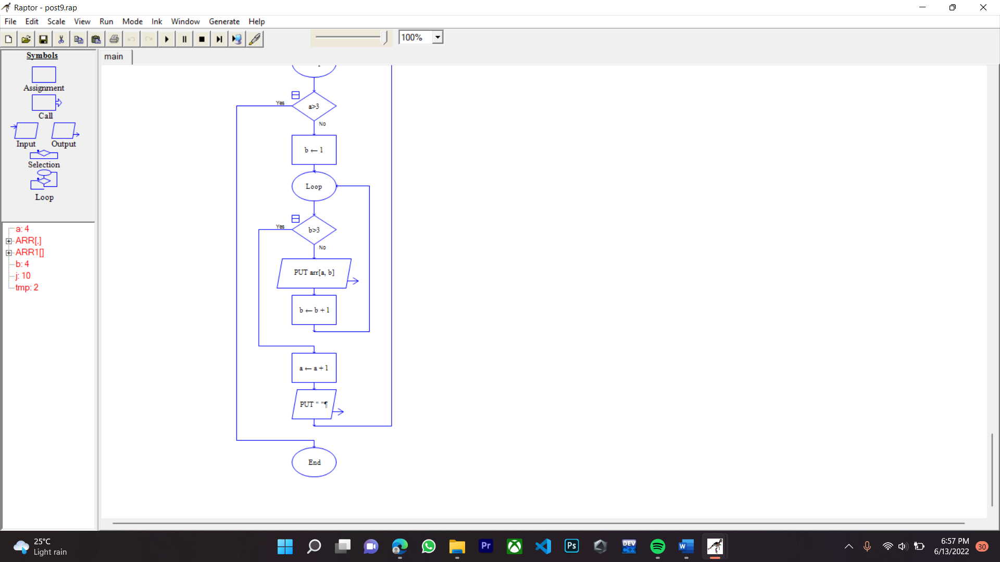 Raptor - post9.rap
File Edit Scale View Run Mode Ink Window Generate Help
100%
Symbols
main
Assignment
Call
Input Output
Selection
Loop
a: 4
ARR[,]
ARR1[]
b: 4
j: 10
tmp: 2
Yes
a>3
No
b ← 1
Loop
Yes
b>3
No
PUT arr[a, b]
b ← b + 1
a ← a + 1
PUT " "¶
End
25°C
Light rain
Pr
Ps
DEV
C++
W
6:57 PM
6/13/2022
30